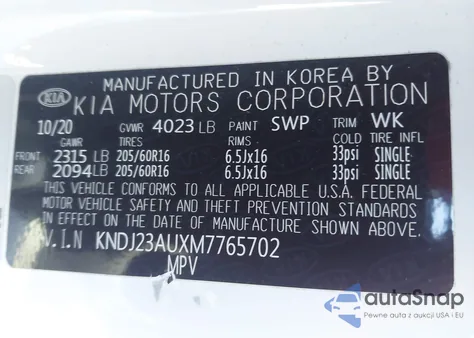 MANUFACTURED IN KOREA BY
KIA
KIA MOTORS CORPORATION
10/20 GVWR 4023 LB PAINT SWP TRIM WK
TIRES RIMS COLD TIRE INFL
FRONT 2315 LB 205/60R16 6.5Jx16 33psi SINGLE
REAR 2094 LB 205/60R16 6.5Jx16 33psi SINGLE
THIS VEHICLE CONFORMS TO ALL APPLICABLE U.S.A. FEDERAL
MOTOR VEHICLE SAFETY AND THEFT PREVENTION STANDARDS
IN EFFECT ON THE DATE OF MANUFACTURE SHOWN ABOVE.
V.I.N KNDJ23AUXM7765702
MPV
autoSnap
Pewne auta z aukcji USA i EU